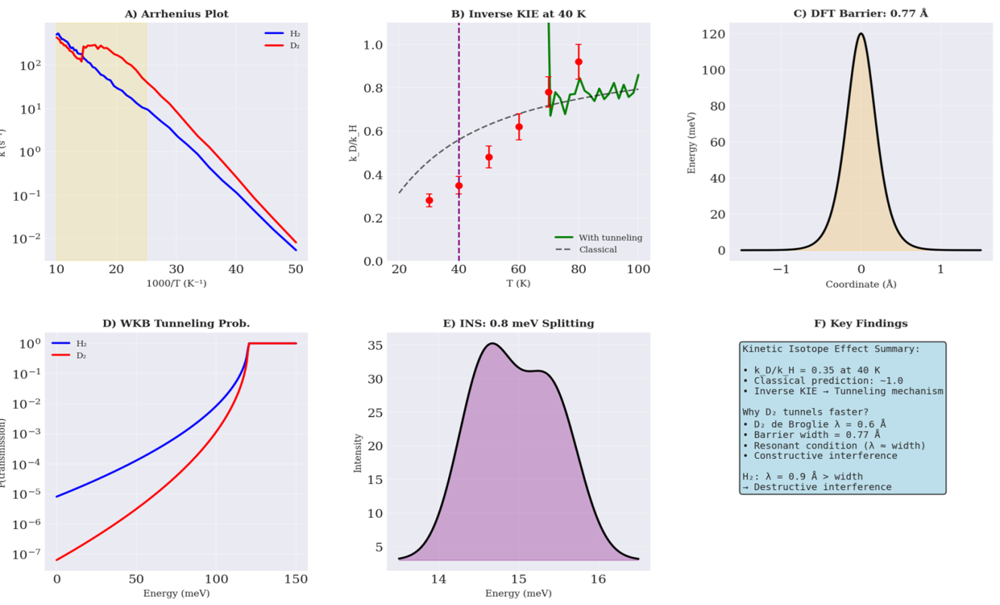 A) Arrhenius Plot
H₂
D₂
10²
10¹
10⁰
10⁻¹
10⁻²
k (s⁻¹)
10 20 30 40 50
1000/T (K⁻¹)
B) Inverse KIE at 40 K
1.0
0.8
0.6
0.4
0.2
0.0
k_D/k_H
With tunneling
Classical
20 40 60 80 100
T (K)
C) DFT Barrier: 0.77 Å
120
100
80
60
40
20
0
Energy (meV)
−1 0 1
Coordinate (Å)
D) WKB Tunneling Prob.
H₂
D₂
10⁰
10⁻¹
10⁻²
10⁻³
10⁻⁴
10⁻⁵
10⁻⁶
10⁻⁷
P(transmission)
0 50 100 150
Energy (meV)
E) INS: 0.8 meV Splitting
35
30
25
20
15
10
5
Intensity
14 15 16
Energy (meV)
F) Key Findings
Kinetic Isotope Effect Summary:
• k_D/k_H = 0.35 at 40 K
• Classical prediction: ~1.0
• Inverse KIE → Tunneling mechanism
Why D₂ tunnels faster?
• D₂ de Broglie λ = 0.6 Å
• Barrier width = 0.77 Å
• Resonant condition (λ ≈ width)
• Constructive interference
H₂: λ = 0.9 Å > width
→ Destructive interference